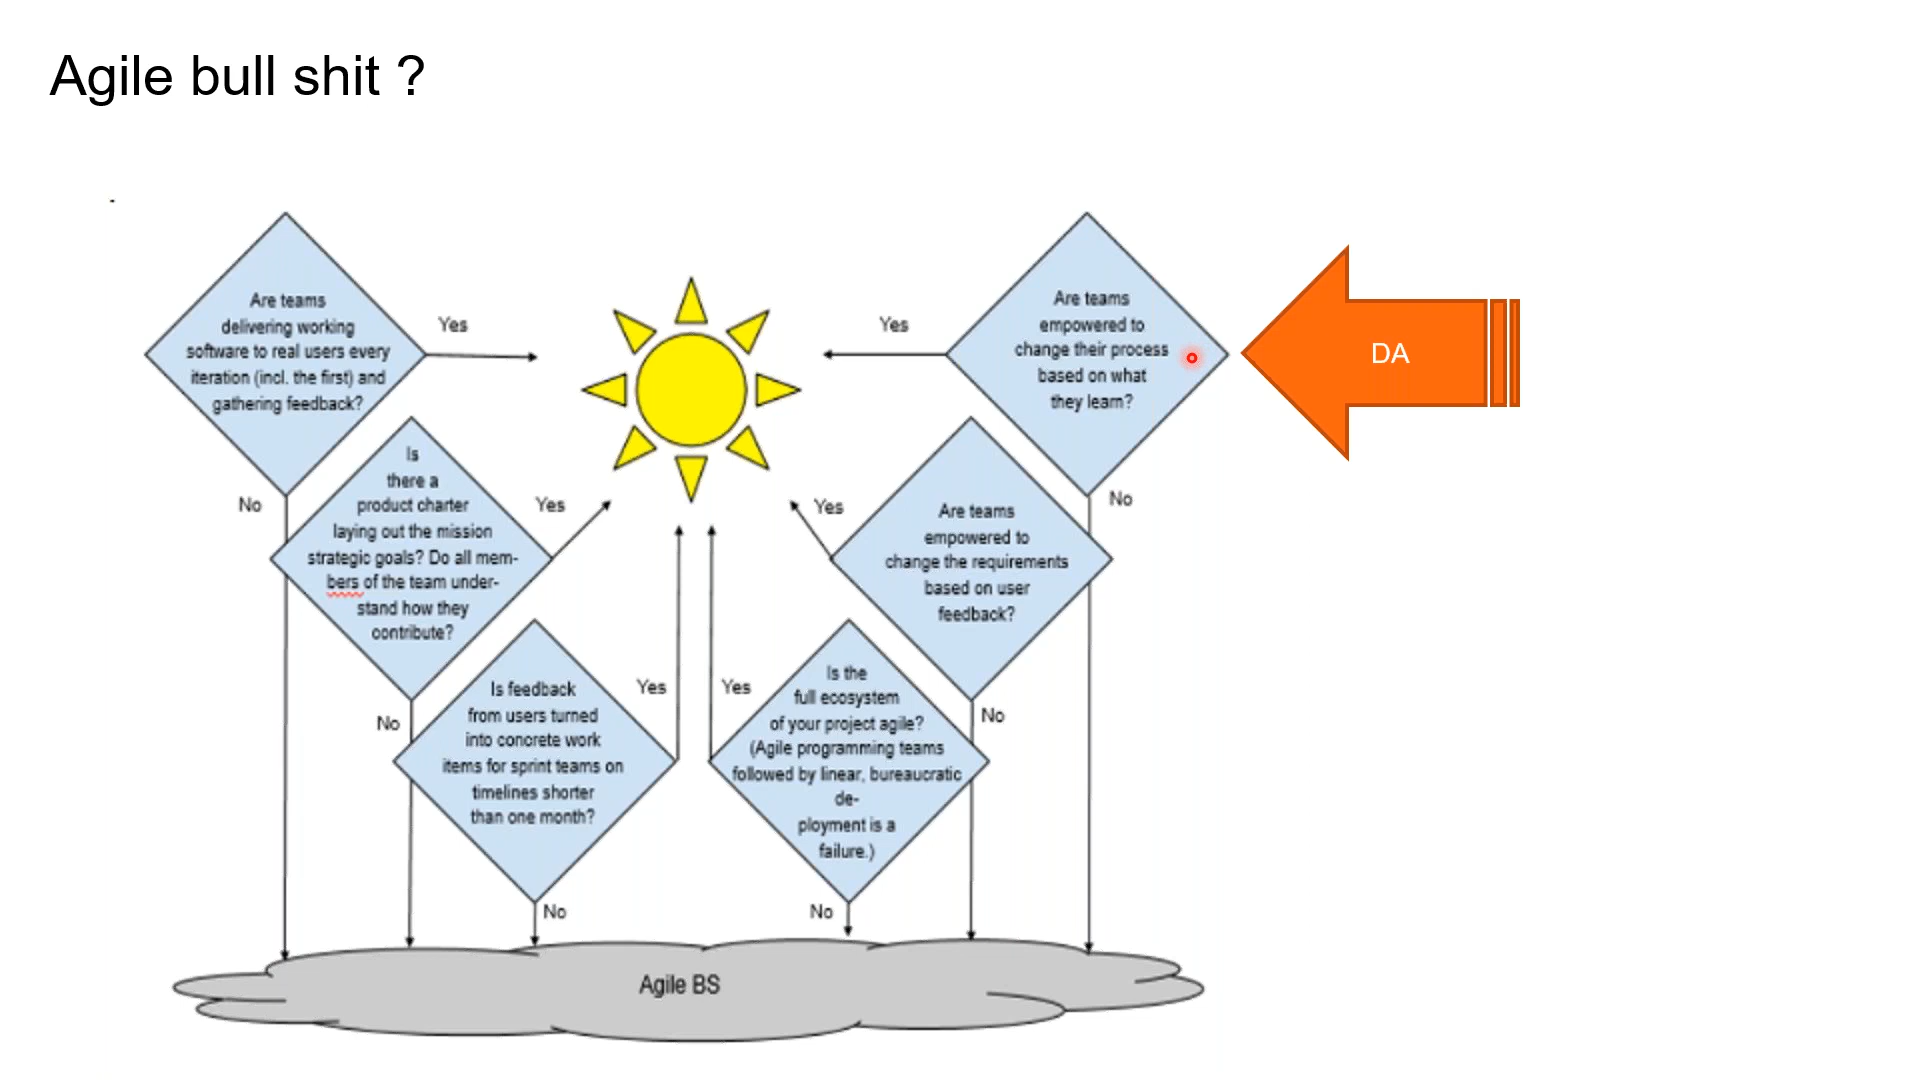 Agile bull shit ?
Are teams
delivering working
software to real users every
iteration (incl. the first) and
gathering feedback?
Yes
No
Is
there a
product charter
laying out the mission
strategic goals? Do all mem-
bers of the team under-
stand how they
contribute?
Yes
No
Is feedback
from users turned
into concrete work
items for sprint teams on
timelines shorter
than one month?
Yes
No
Are teams
empowered to
change their process
based on what
they learn?
Yes
No
DA
Are teams
empowered to
change the requirements
based on user
feedback?
Yes
No
Is the
full ecosystem
of your project agile?
(Agile programming teams
followed by linear, bureaucratic
de-
ployment is a
failure.)
Yes
No
Agile BS